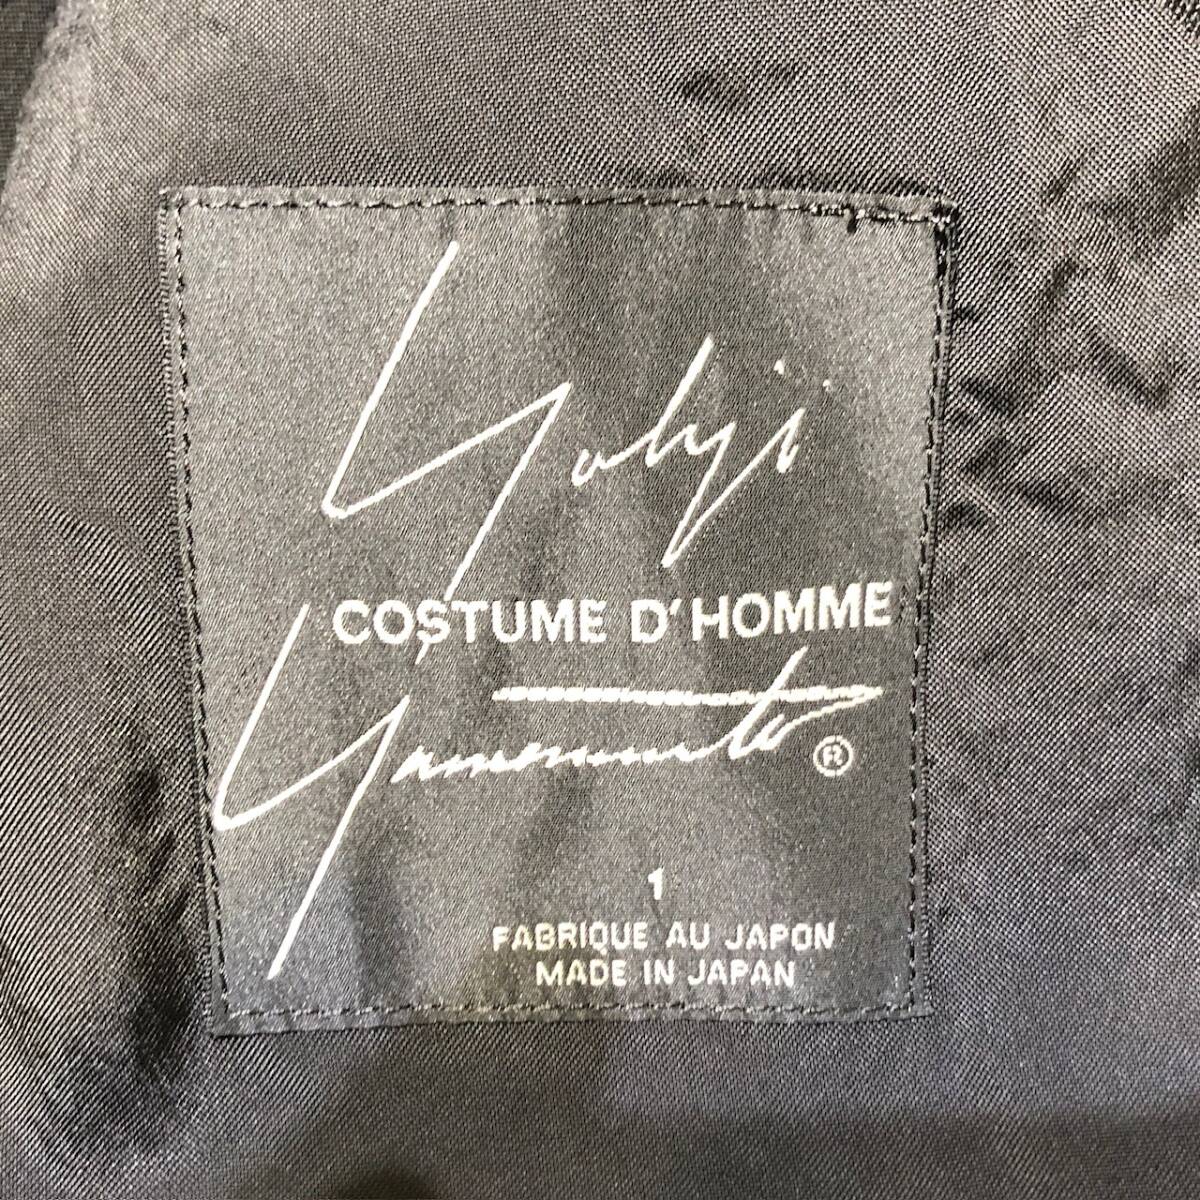 Yohji
COSTUME D'HOMME
Yamamoto ®
1
FABRIQUE AU JAPON
MADE IN JAPAN